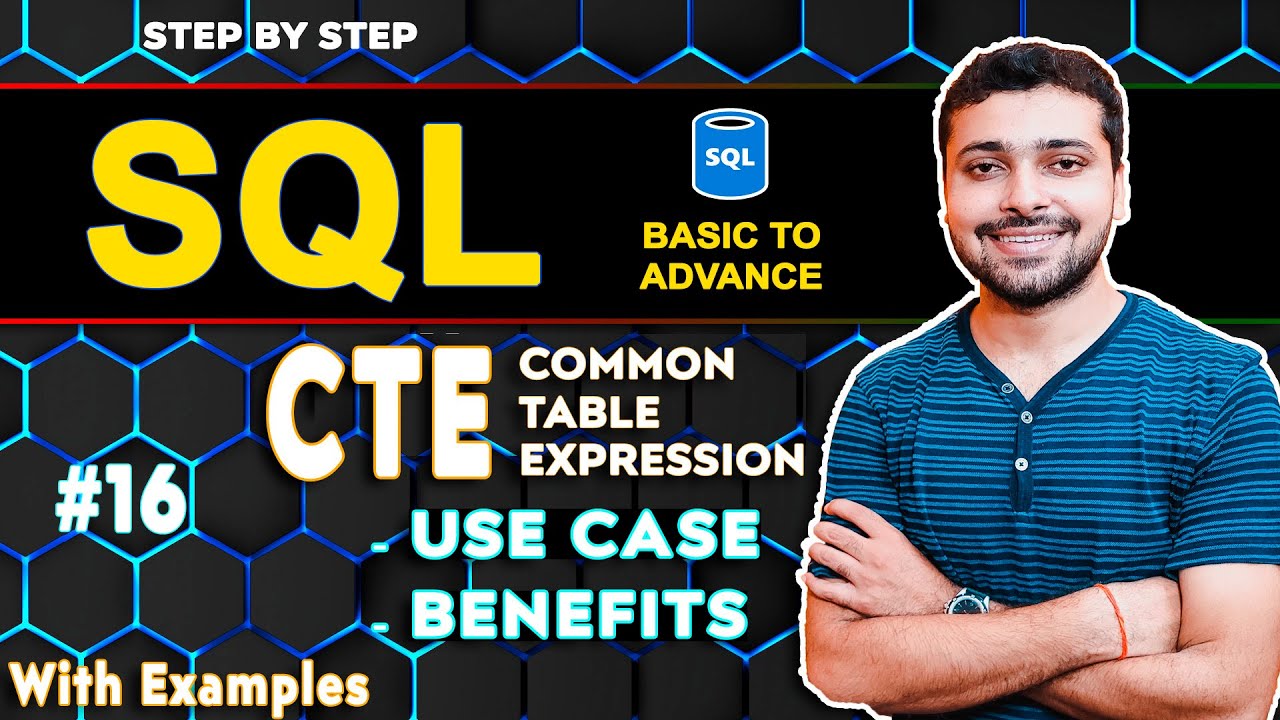 STEP BY STEP
SQL
SQL
BASIC TO
ADVANCE
CTE
COMMON
TABLE
EXPRESSION
#16
- USE CASE
- BENEFITS
With Examples